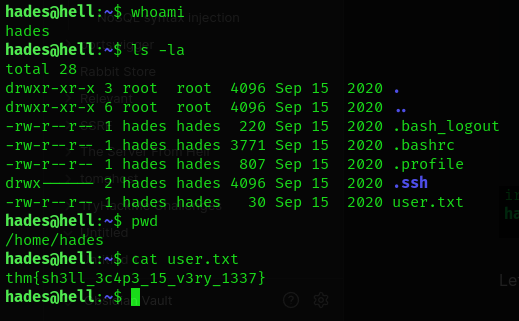 hades@hell:~$ whoami
hades
hades@hell:~$ ls -la
total 28
drwxr-xr-x 3 root  root  4096 Sep 15  2020 .
drwxr-xr-x 6 root  root  4096 Sep 15  2020 ..
-rw-r--r-- 1 hades hades  220 Sep 15  2020 .bash_logout
-rw-r--r-- 1 hades hades 3771 Sep 15  2020 .bashrc
-rw-r--r-- 1 hades hades  807 Sep 15  2020 .profile
drwx------ 2 hades hades 4096 Sep 15  2020 .ssh
-rw-r--r-- 1 hades hades   30 Sep 15  2020 user.txt
hades@hell:~$ pwd
/home/hades
hades@hell:~$ cat user.txt
thm{sh3ll_3c4p3_15_v3ry_1337}
hades@hell:~$
Rabbit Store
Vault
Le